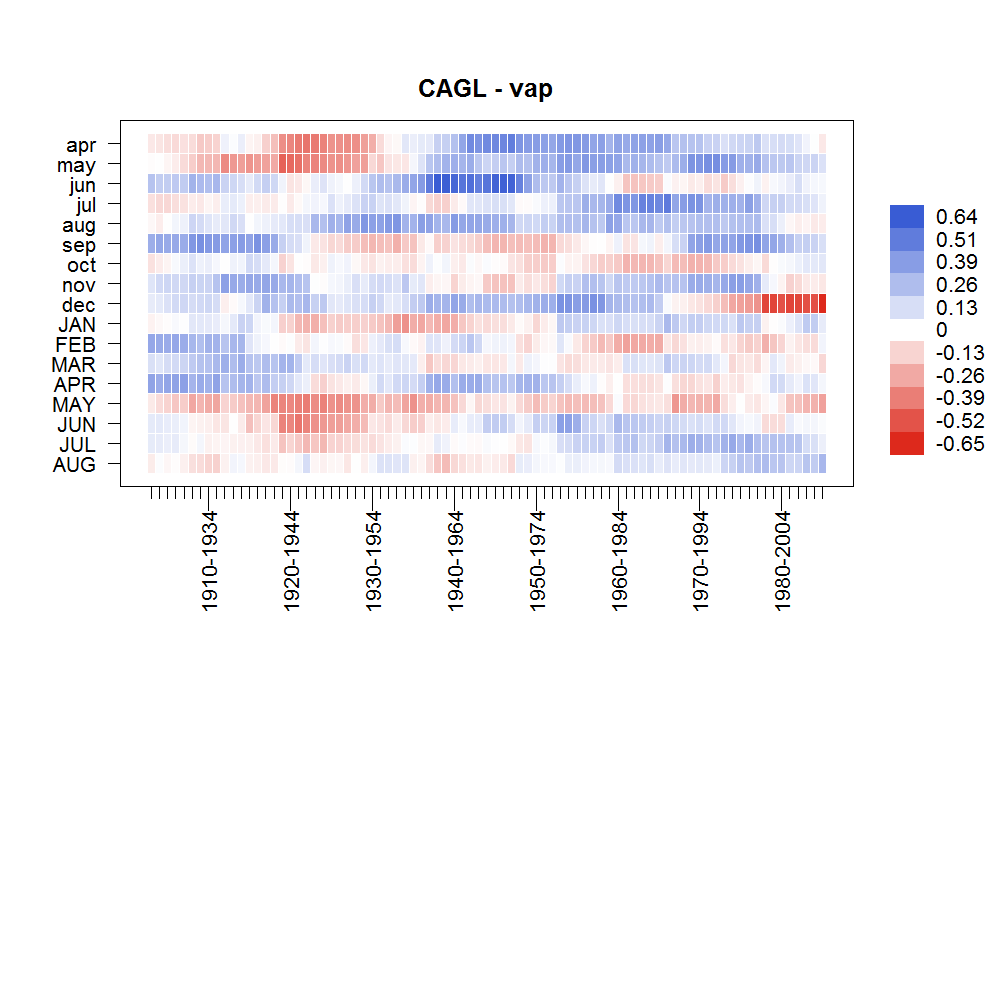 CAGL - vap
apr
may
jun
jul
aug
sep
oct
nov
dec
JAN
FEB
MAR
APR
MAY
JUN
JUL
AUG
0.64
0.51
0.39
0.26
0.13
0
-0.13
-0.26
-0.39
-0.52
-0.65
1910-1934
1920-1944
1930-1954
1940-1964
1950-1974
1960-1984
1970-1994
1980-2004